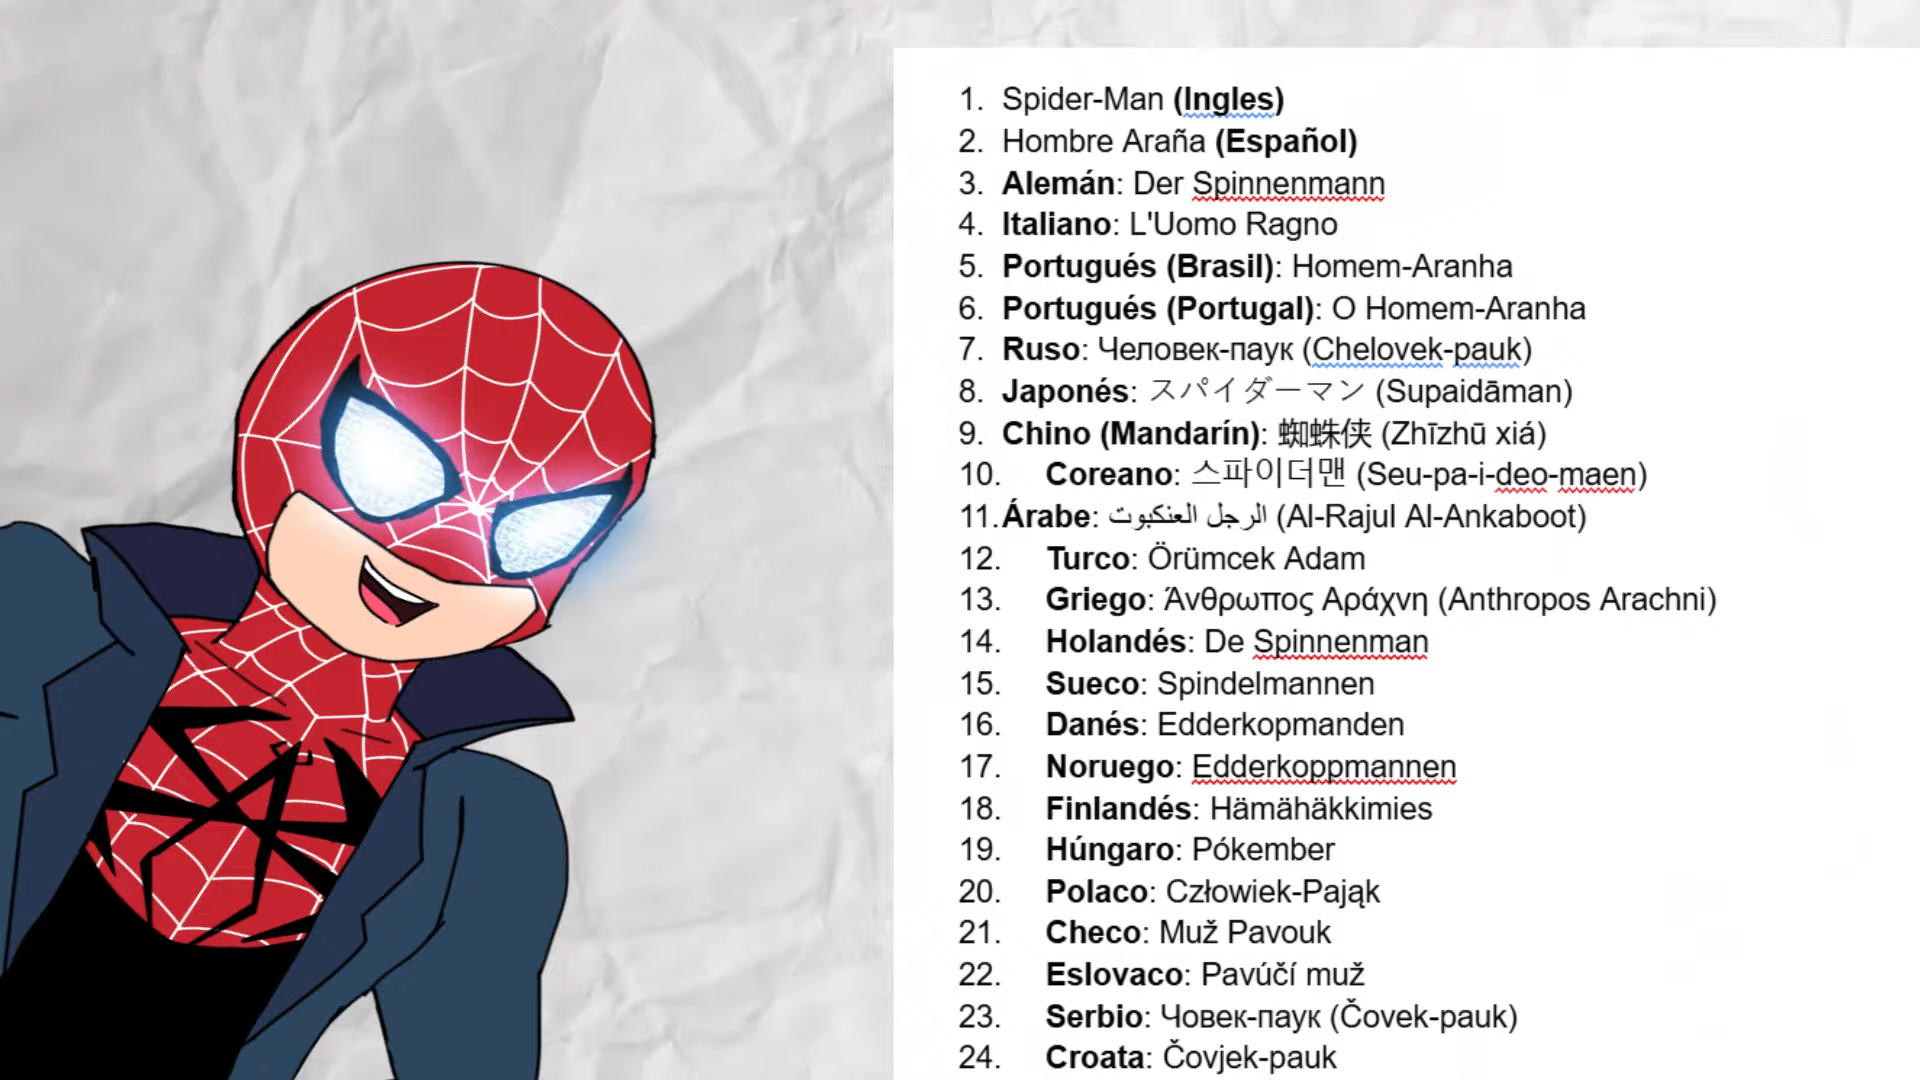 1. Spider-Man (Ingles)
2. Hombre Araña (Español)
3. Alemán: Der Spinnenmann
4. Italiano: L'Uomo Ragno
5. Portugués (Brasil): Homem-Aranha
6. Portugués (Portugal): O Homem-Aranha
7. Ruso: Человек-паук (Chelovek-pauk)
8. Japonés: スパイダーマン (Supaidāman)
9. Chino (Mandarín): 蜘蛛侠 (Zhīzhū xiá)
10. Coreano: 스파이더맨 (Seu-pa-i-deo-maen)
11. Árabe: الرجل العنكبوت (Al-Rajul Al-Ankaboot)
12. Turco: Örümcek Adam
13. Griego: Άνθρωπος Αράχνη (Anthropos Arachni)
14. Holandés: De Spinnenman
15. Sueco: Spindelmannen
16. Danés: Edderkopmanden
17. Noruego: Edderkoppmannen
18. Finlandés: Hämähäkkimies
19. Húngaro: Pókember
20. Polaco: Człowiek-Pająk
21. Checo: Muž Pavouk
22. Eslovaco: Pavúčí muž
23. Serbio: Човек-паук (Čovek-pauk)
24. Croata: Čovjek-pauk